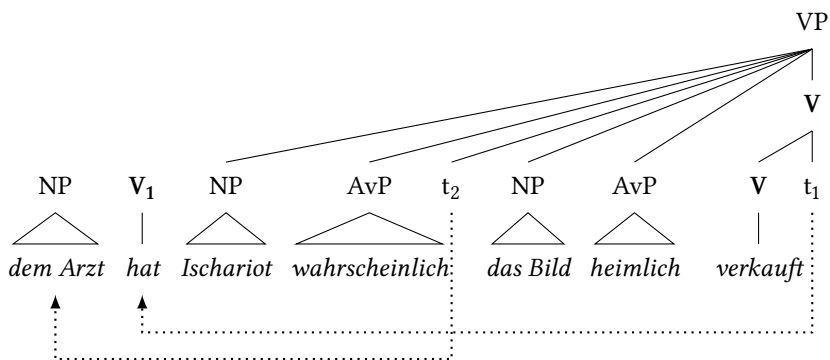 VP
V
NP V₁ NP AvP t₂ NP AvP V t₁
dem Arzt hat Ischariot wahrscheinlich das Bild heimlich verkauft